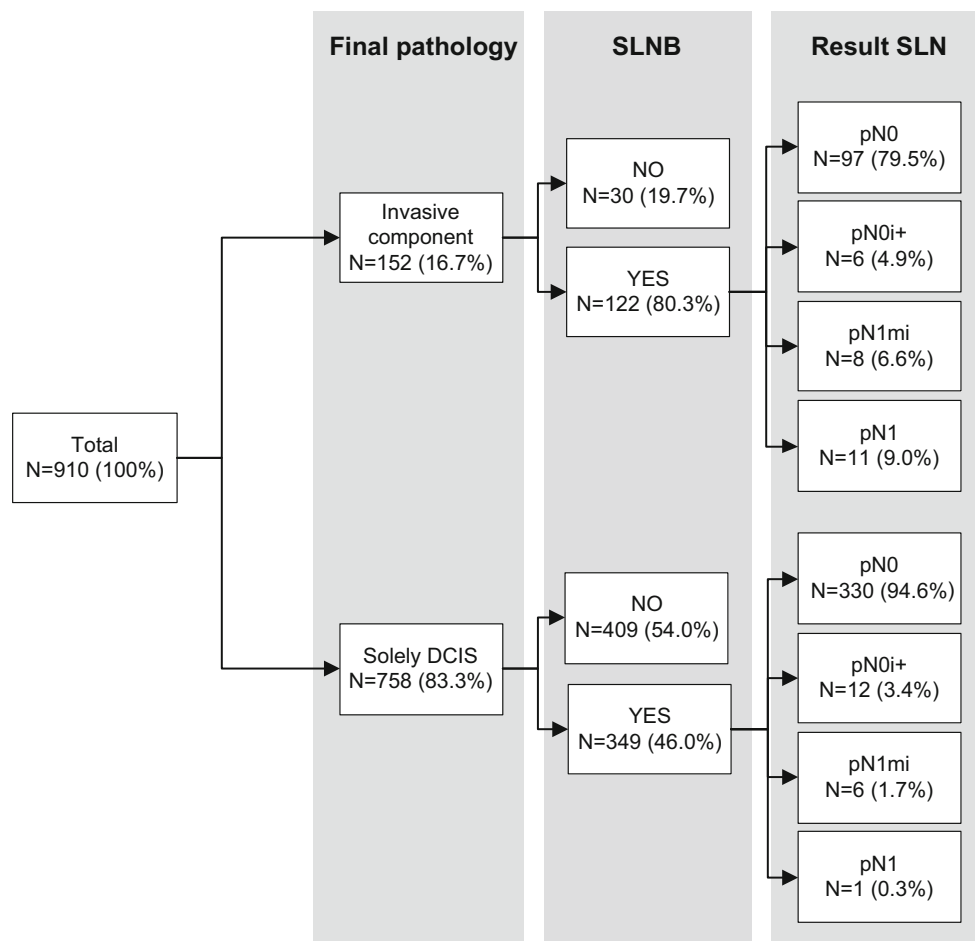 Final pathology
SLNB
Result SLN
Total
N=910 (100%)
Invasive
component
N=152 (16.7%)
NO
N=30 (19.7%)
YES
N=122 (80.3%)
pN0
N=97 (79.5%)
pN0i+
N=6 (4.9%)
pN1mi
N=8 (6.6%)
pN1
N=11 (9.0%)
Solely DCIS
N=758 (83.3%)
NO
N=409 (54.0%)
YES
N=349 (46.0%)
pN0
N=330 (94.6%)
pN0i+
N=12 (3.4%)
pN1mi
N=6 (1.7%)
pN1
N=1 (0.3%)